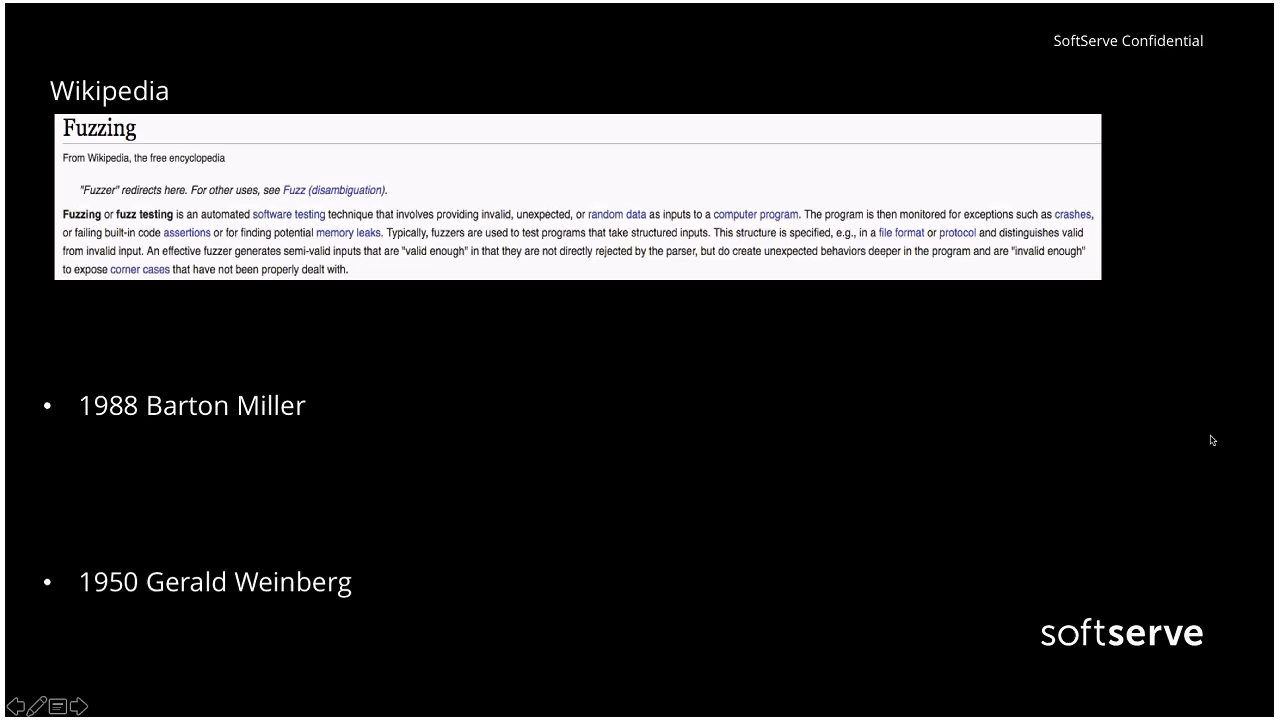 SoftServe Confidential
Wikipedia
Fuzzing
From Wikipedia, the free encyclopedia
"Fuzzer" redirects here. For other uses, see Fuzz (disambiguation).
Fuzzing or fuzz testing is an automated software testing technique that involves providing invalid, unexpected, or random data as inputs to a computer program. The program is then monitored for exceptions such as crashes,
or failing built-in code assertions or for finding potential memory leaks. Typically, fuzzers are used to test programs that take structured inputs. This structure is specified, e.g., in a file format or protocol and distinguishes valid
from invalid input. An effective fuzzer generates semi-valid inputs that are "valid enough" in that they are not directly rejected by the parser, but do create unexpected behaviors deeper in the program and are "invalid enough"
to expose corner cases that have not been properly dealt with.
• 1988 Barton Miller
• 1950 Gerald Weinberg
softserve